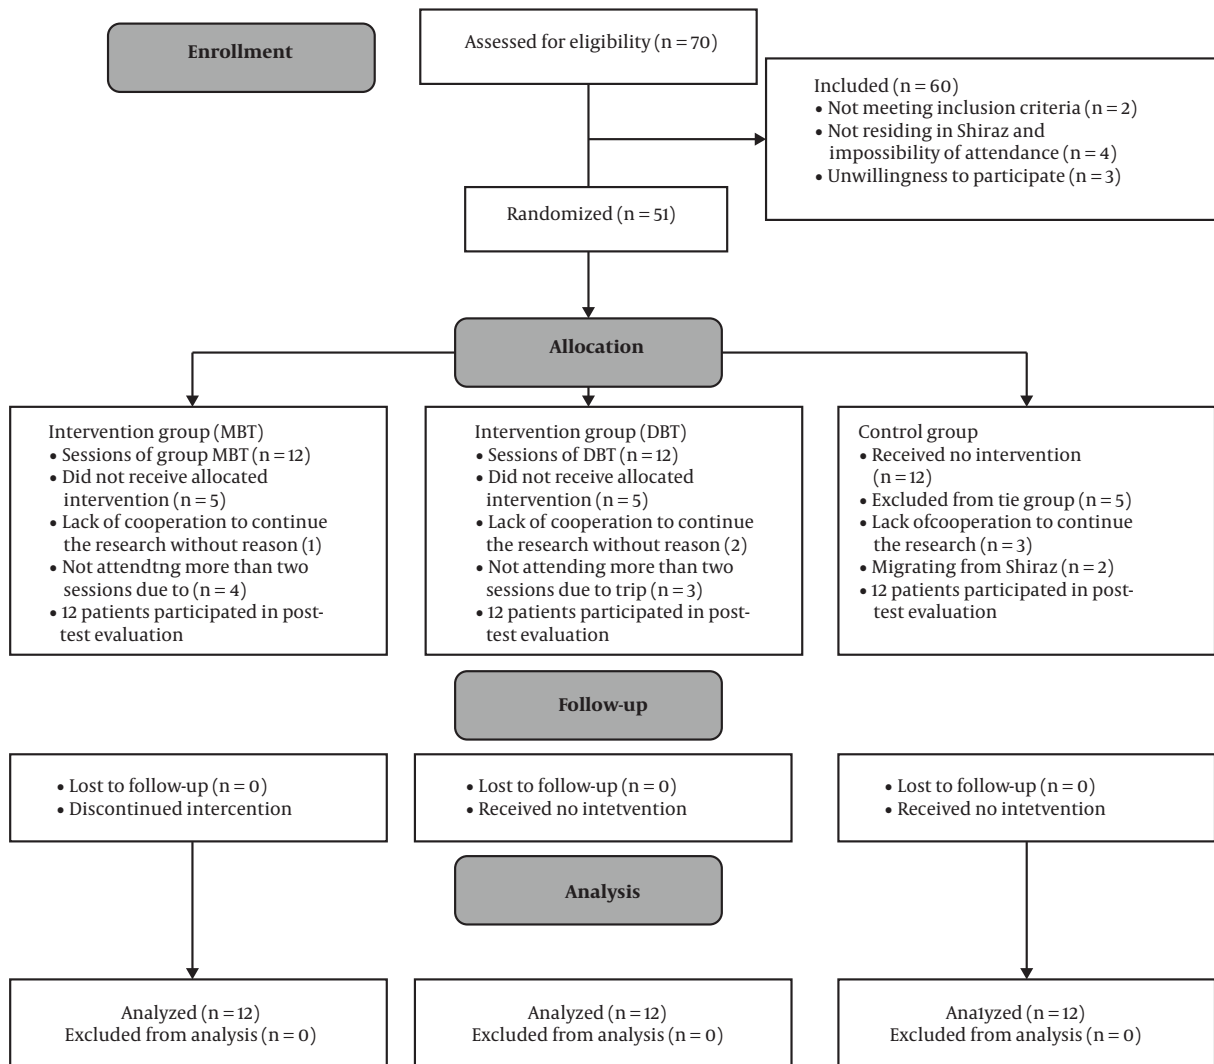 Enrollment
Assessed for eligibility (n = 70)
Included (n = 60)
• Not meeting inclusion criteria (n = 2)
• Not residing in Shiraz and
impossibility of attendance (n = 4)
• Unwillingness to participate (n = 3)
Randomized (n = 51)
Allocation
Intervention group (MBT)
• Sessions of group MBT (n = 12)
• Did not receive allocated
intervention (n = 5)
• Lack of cooperation to continue
the research without reason (1)
• Not attendtng more than two
sessions due to (n = 4)
• 12 patients participated in post-
test evaluation
Intervention group (DBT)
• Sessions of DBT (n = 12)
• Did not receive allocated
intervention (n = 5)
• Lack of cooperation to continue
the research without reason (2)
• Not attending more than two
sessions due to trip (n = 3)
• 12 patients participated in post-
test evaluation
Control group
• Received no intervention
(n = 12)
• Excluded from tie group (n = 5)
• Lack ofcooperation to continue
the research (n = 3)
• Migrating from Shiraz (n = 2)
• 12 patients participated in post-
test evaluation
Follow-up
• Lost to follow-up (n = 0)
• Discontinued intercention
• Lost to follow-up (n = 0)
• Received no intetvention
• Lost to follow-up (n = 0)
• Received no intetvention
Analysis
Analyzed (n = 12)
Excluded from analysis (n = 0)
Analyzed (n = 12)
Excluded from analysis (n = 0)
Ana1yzed (n = 12)
Excluded from analysis (n = 0)